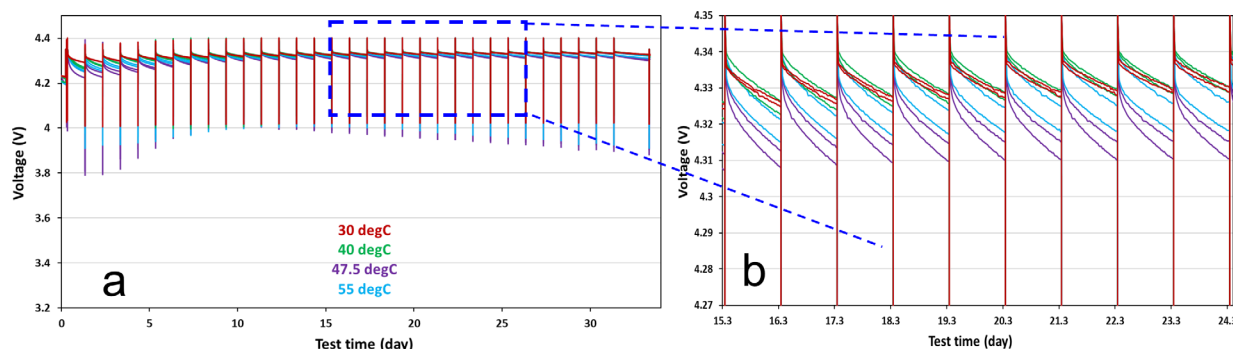 4.4
4.2
4
3.8
3.6
3.4
3.2
Voltage (V)
30 degC
40 degC
47.5 degC
55 degC
a
0 5 10 15 20 25 30
Test time (day)
4.35
4.34
4.33
4.32
4.31
4.3
4.29
4.28
4.27
Voltage (V)
b
15.3 16.3 17.3 18.3 19.3 20.3 21.3 22.3 23.3 24.3
Test time (day)